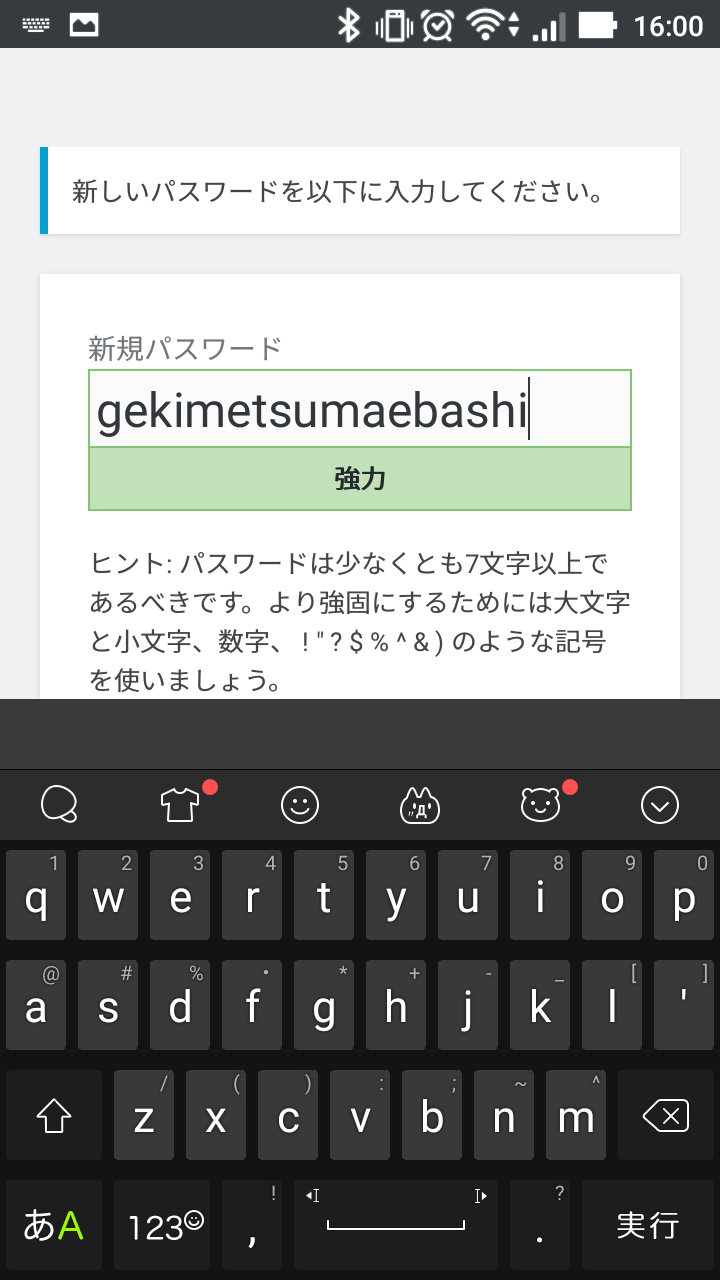 16:00
新しいパスワードを以下に入力してください。
新規パスワード
gekimetsumaebashi
強力
ヒント: パスワードは少なくとも7文字以上で
あるべきです。より強固にするためには大文字
と小文字、数字、 ! " ? $ % ^ & ) のような記号
を使いましょう。
1 2 3 4 5 6 7 8 9 0
q w e r t y u i o p
@ # % • * + - _ [ ]
a s d f g h j k l '
/ ( ) : ; ~ ^
z x c v b n m
! ?
あA 123 , . 実行